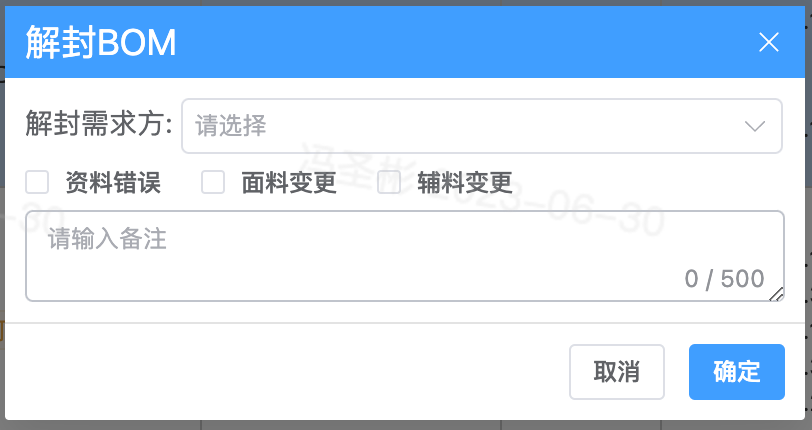 解封BOM
解封需求方: 请选择
资料错误 面料变更 辅料变更
冯圣彬 2023-06-30
-30
请输入备注
0 / 500
取消 确定